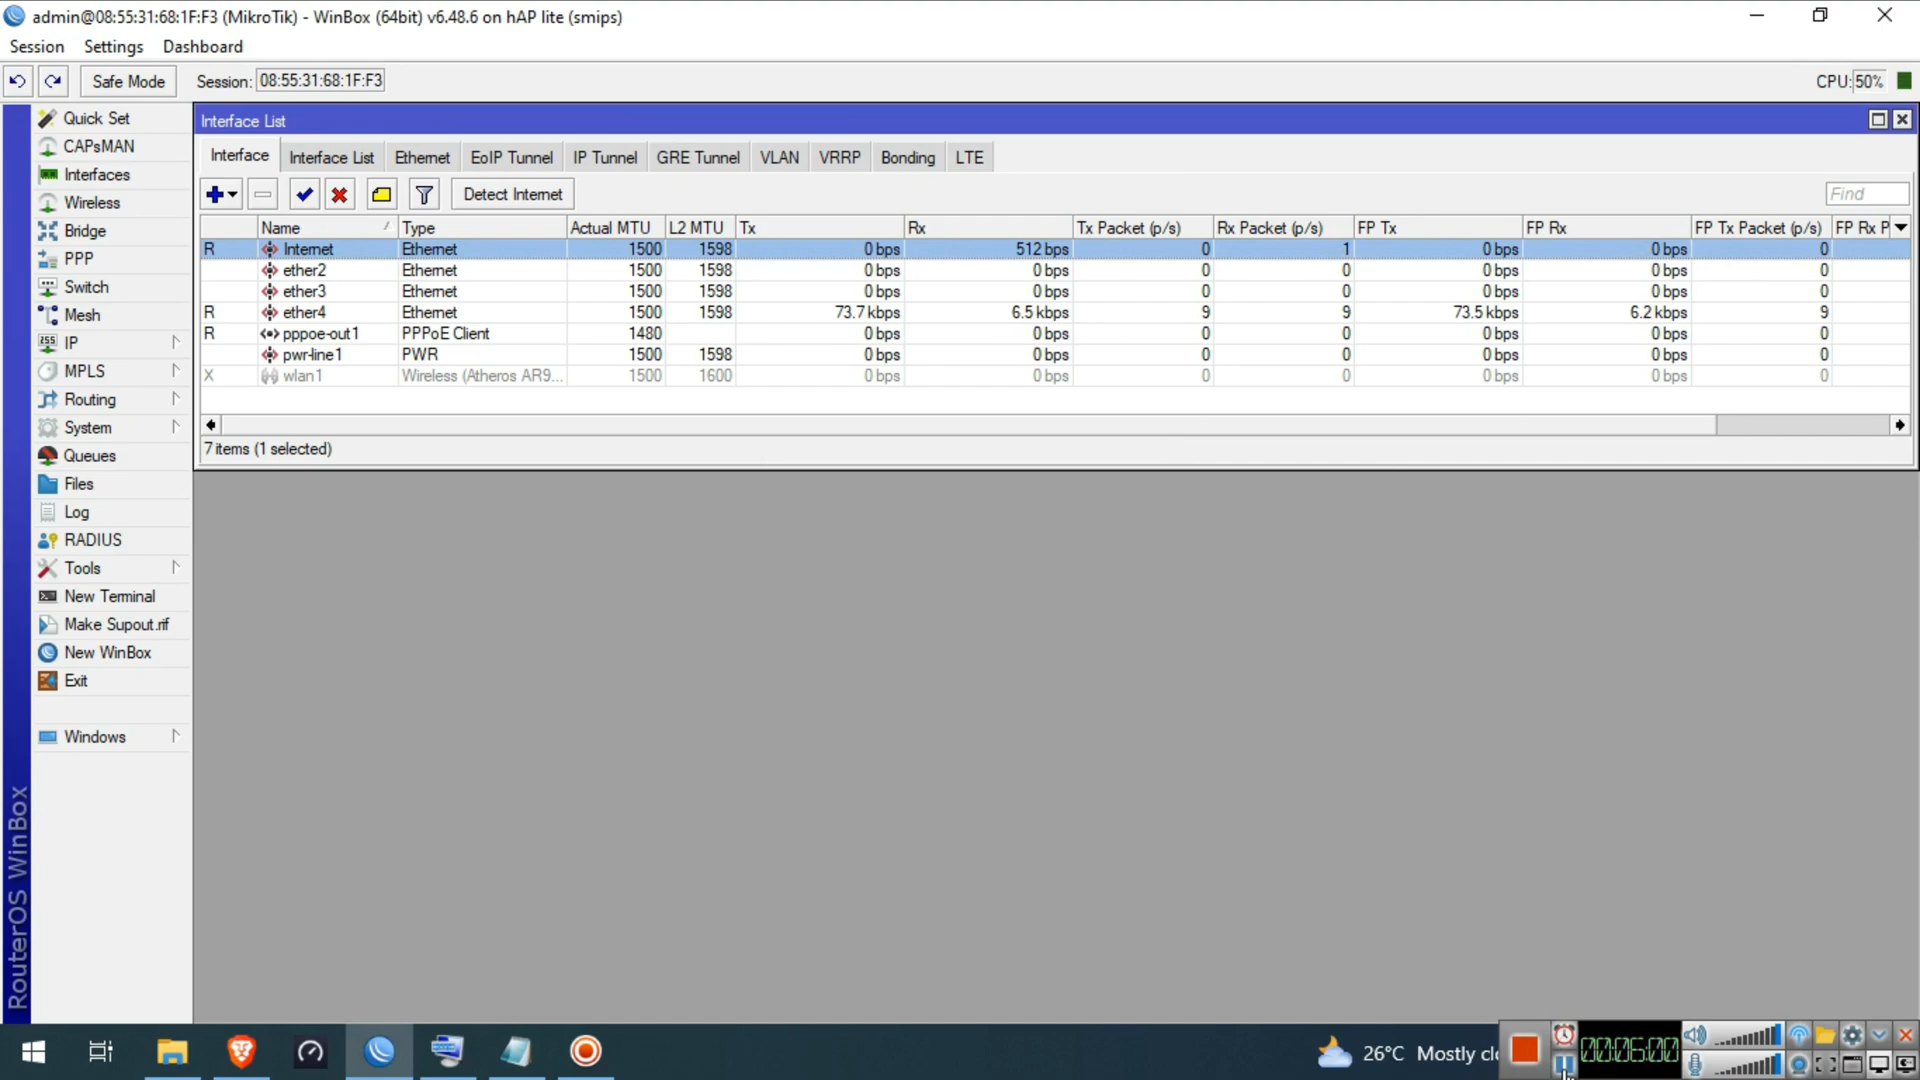 admin@08:55:31:68:1F:F3 (MikroTik) - WinBox (64bit) v6.48.6 on hAP lite (smips)
Session Settings Dashboard
Safe Mode Session: 08:55:31:68:1F:F3 CPU: 50%
Quick Set
CAPsMAN
Interfaces
Wireless
Bridge
PPP
Switch
Mesh
IP
MPLS
Routing
System
Queues
Files
Log
RADIUS
Tools
New Terminal
Make Supout.rif
New WinBox
Exit
Windows
RouterOS WinBox
Interface List
Interface Interface List Ethernet EoIP Tunnel IP Tunnel GRE Tunnel VLAN VRRP Bonding LTE
Detect Internet Find
Name Type Actual MTU L2 MTU Tx Rx Tx Packet (p/s) Rx Packet (p/s) FP Tx FP Rx FP Tx Packet (p/s) FP Rx P
R Internet Ethernet 1500 1598 0 bps 512 bps 0 1 0 bps 0 bps 0
ether2 Ethernet 1500 1598 0 bps 0 bps 0 0 0 bps 0 bps 0
ether3 Ethernet 1500 1598 0 bps 0 bps 0 0 0 bps 0 bps 0
R ether4 Ethernet 1500 1598 73.7 kbps 6.5 kbps 9 9 73.5 kbps 6.2 kbps 9
R pppoe-out1 PPPoE Client 1480 0 bps 0 bps 0 0 0 bps 0 bps 0
pwr-line1 PWR 1500 1598 0 bps 0 bps 0 0 0 bps 0 bps 0
X wlan1 Wireless (Atheros AR9... 1500 1600 0 bps 0 bps 0 0 0 bps 0 bps 0
7 items (1 selected)
26°C Mostly clo
00:06:00